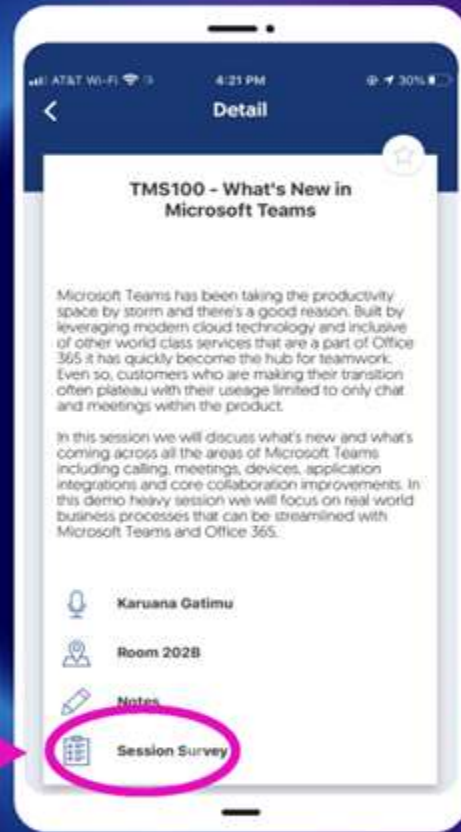 AT&T Wi-Fi
4:21 PM
30%
Detail
TMS100 - What's New in
Microsoft Teams
Microsoft Teams has been taking the productivity
space by storm and there's a good reason. Built by
leveraging modern cloud technology and inclusive
of other world class services that are a part of Office
365 it has quickly become the hub for teamwork.
Even so, customers who are making their transition
often plateau with their useage limited to only chat
and meetings within the product.
In this session we will discuss what's new and what's
coming across all the areas of Microsoft Teams
including calling, meetings, devices, application
integrations and core collaboration improvements. In
this demo heavy session we will focus on real world
business processes that can be streamlined with
Microsoft Teams and Office 365.
Karuana Gatimu
Room 202B
Notes
Session Survey